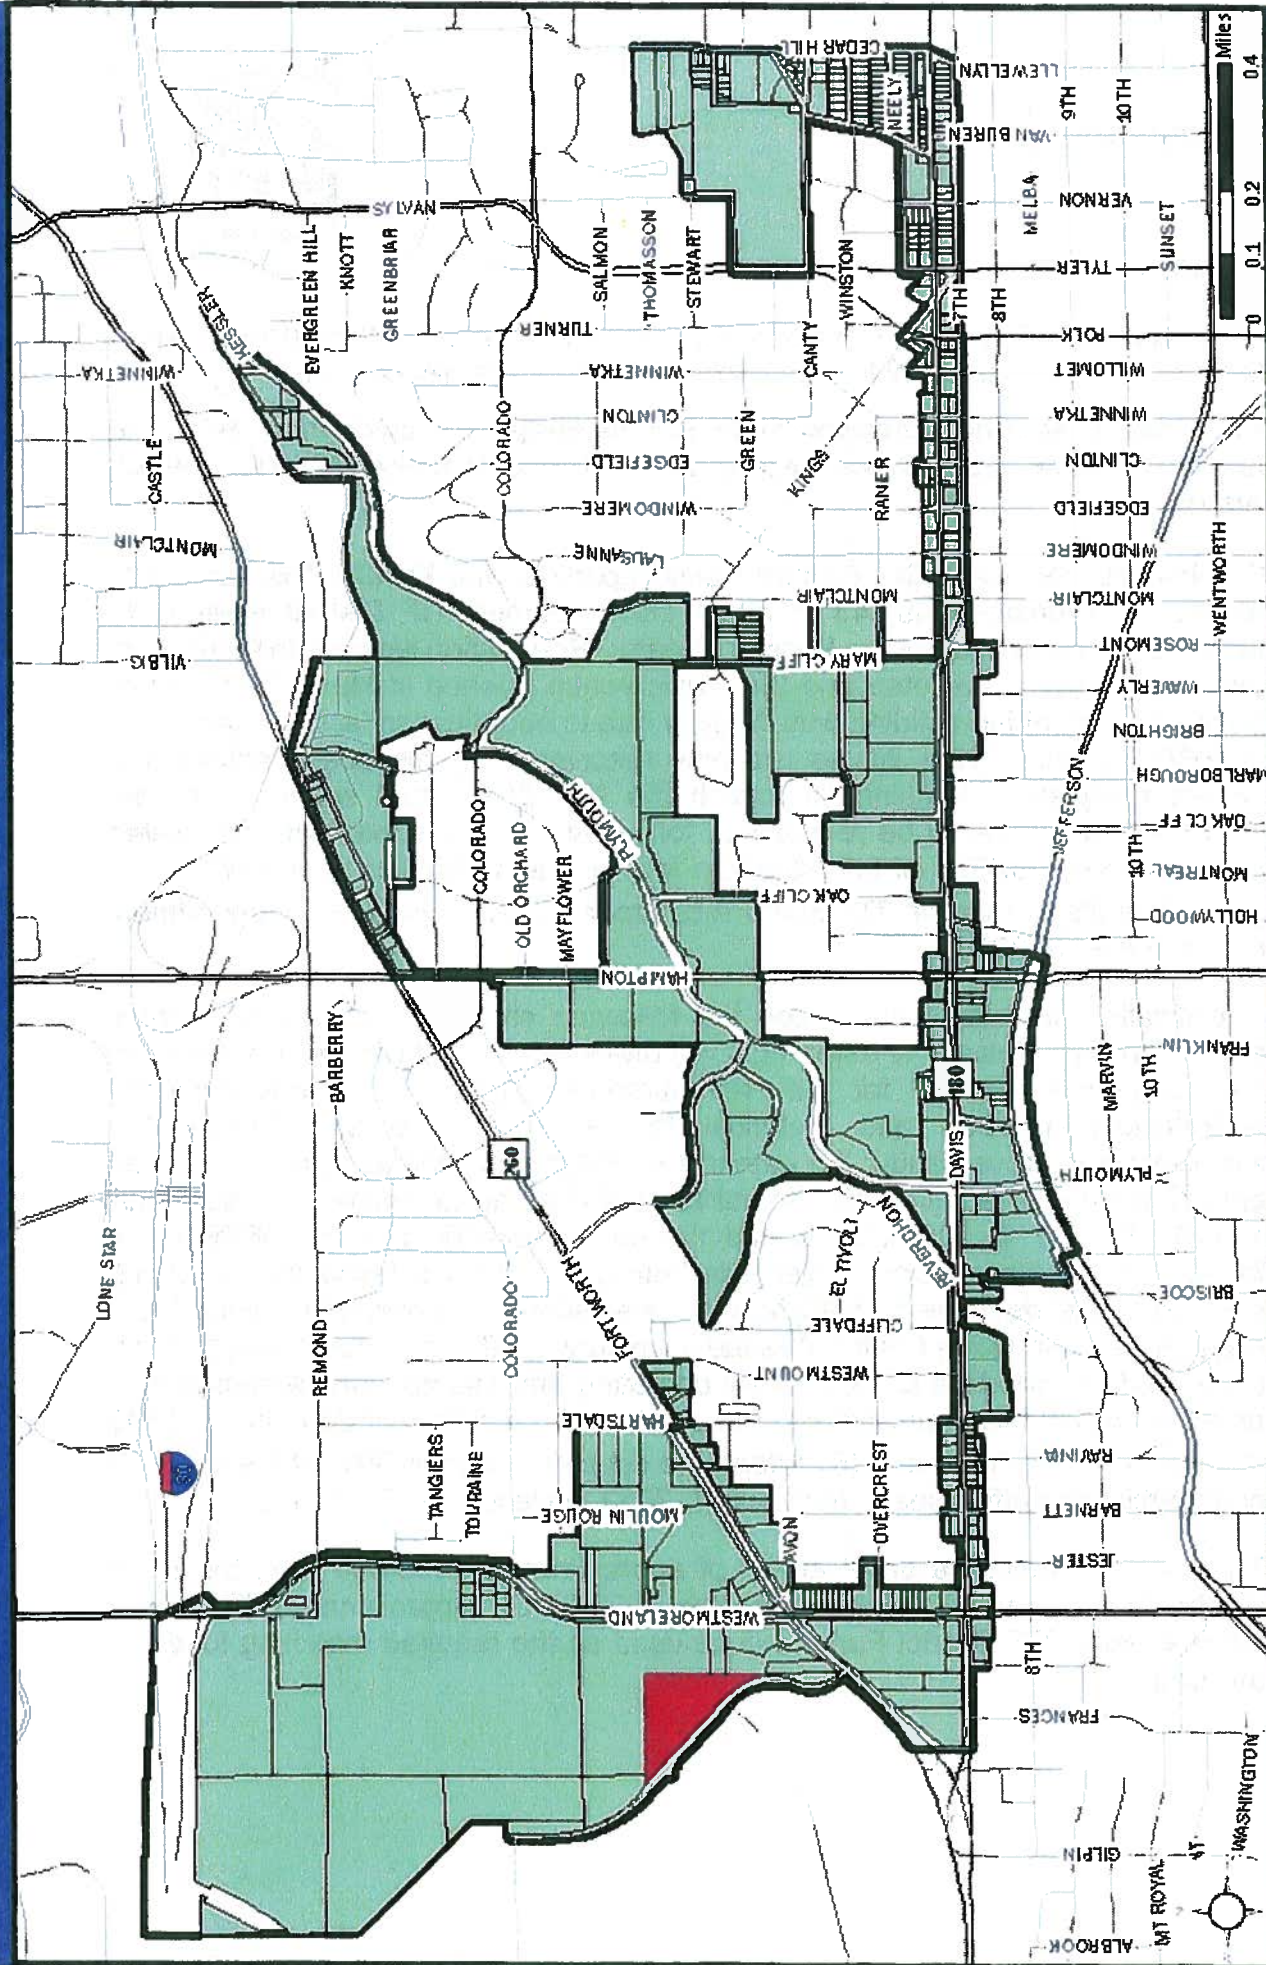 LONE STAR
30
REMOND
BARBERRY
TANGIERS
TOURAINE
COLORADO
260
FORT WORTH
HARTSDALE
MOULIN ROUGE
WESTMORELAND
AVON
OVERCREST
WESTMOUNT
CLIFFDALE
EL TIVOLI
REVERCHON
DAVIS
180
HAMPTON
PLYMOUTH
COLORADO
OLD ORCHARD
MAYFLOWER
OAK CLIFF
VILBIG
MONTCLAIR
CASTLE
WINNETKA
KESSLER
EVERGREEN HILL
KNOTT
GREENBRIAR
SYLVAN
COLORADO
TURNER
SALMON
THOMASSON
STEWART
WINNETKA
CLINTON
EDGEFIELD
WINDOMERE
LAUSANNE
GREEN
CANTY
WINSTON
KINGS
RANER
MONTCLAIR
MARY CLIFF
CEDAR HILL
NEELY
LLEWELLYN
VAN BUREN
9TH
10TH
MELBA
VERNON
SUNSET
TYLER
7TH
8TH
POLK
WILLOMET
WINNETKA
CLINTON
EDGEFIELD
WINDOMERE
MONTCLAIR
WENTWORTH
ROSEMONT
WAVERLY
BRIGHTON
MARLBOROUGH
JEFFERSON
OAK CLIFF
10TH
MONTREAL
HOLLYWOOD
FRANKLIN
MARVIN
10TH
PLYMOUTH
BRISCOE
RAVINIA
BARNETT
JESTER
8TH
FRANCES
WASHINGTON
GILPIN
MT ROYAL
ALBROOK
0 0.1 0.2 0.4
Miles